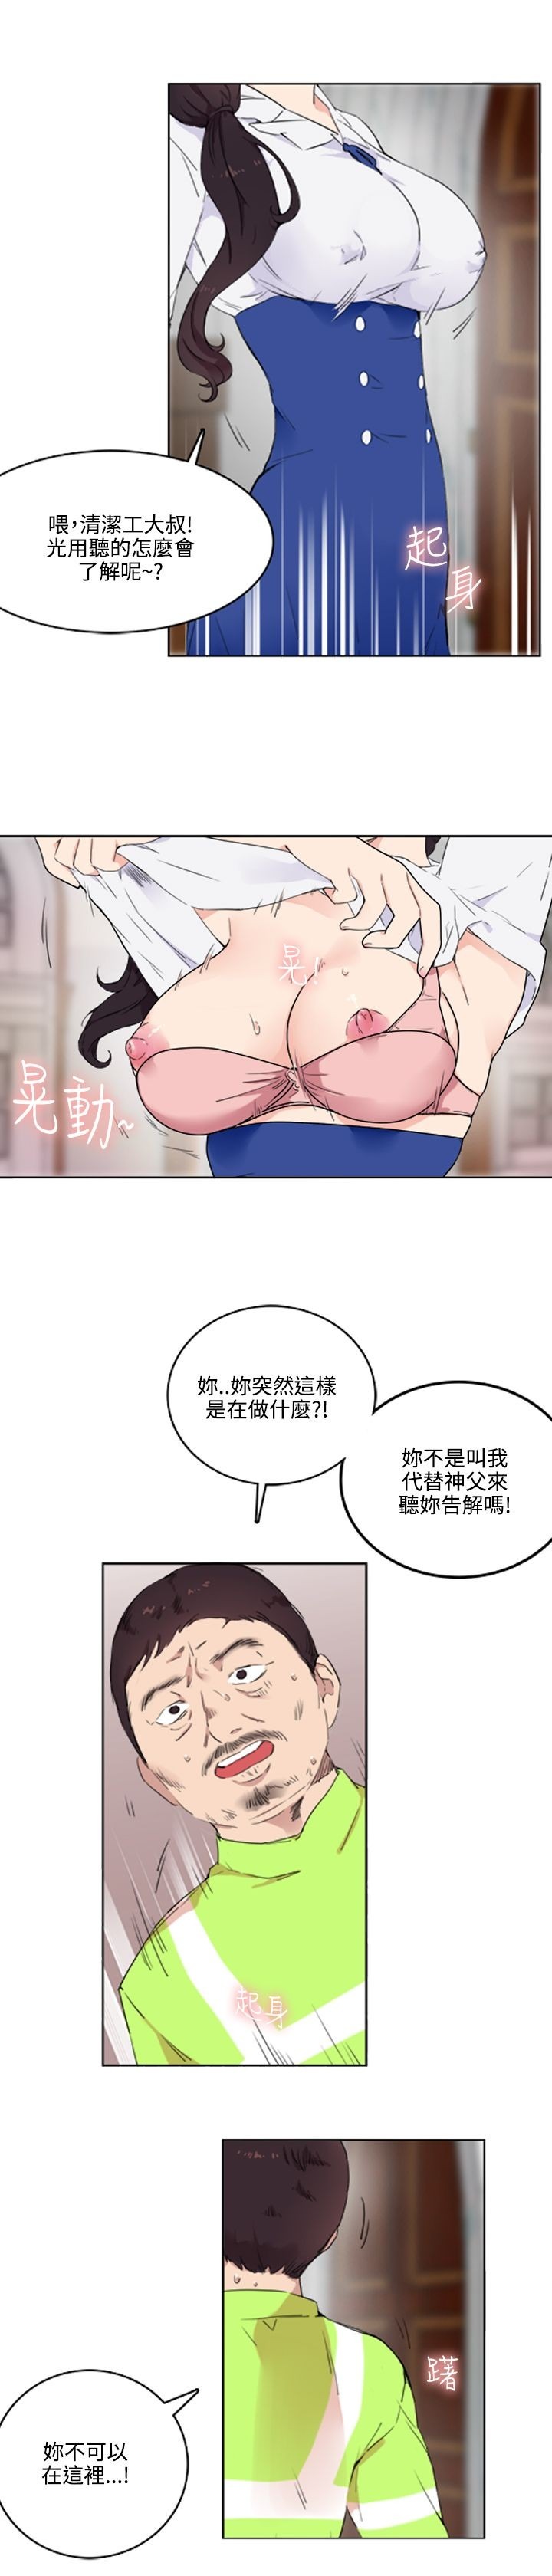 喂,清潔工大叔!
光用聽的怎麼會
了解呢~?
起
身
晃!
晃動~
妳..妳突然這樣
是在做什麼?!
妳不是叫我
代替神父來
聽妳告解嗎!
起身
躇
妳不可以
在這裡...!